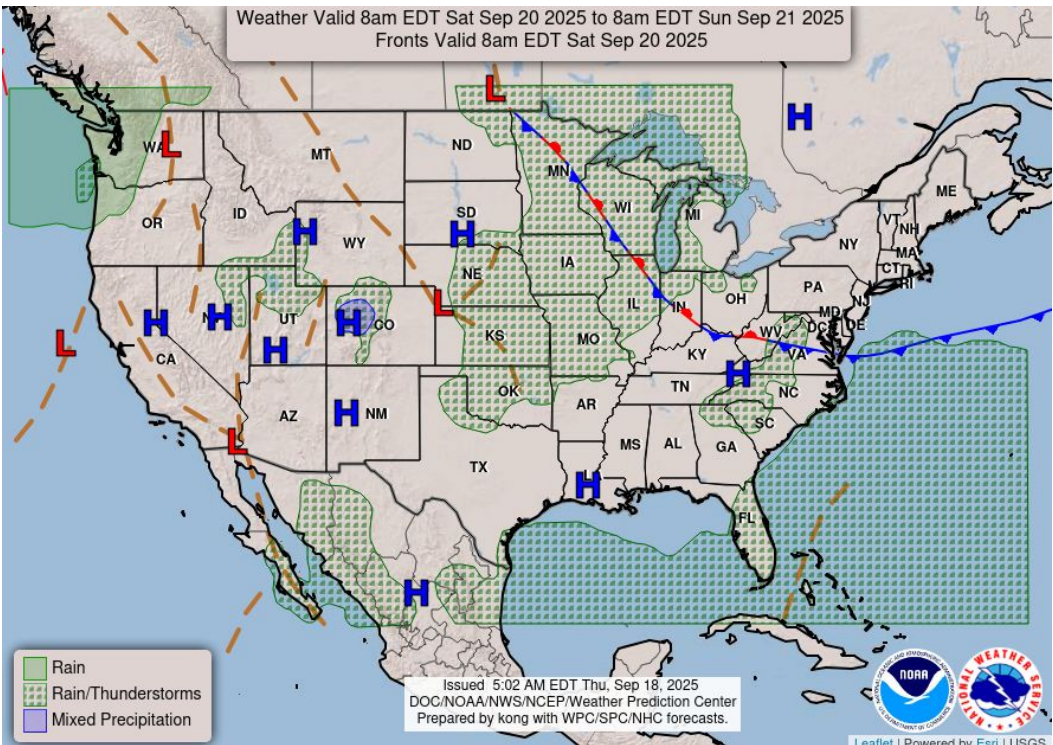 Weather Valid 8am EDT Sat Sep 20 2025 to 8am EDT Sun Sep 21 2025
Fronts Valid 8am EDT Sat Sep 20 2025
L
H
WA
L
MT
ND
MN
ME
OR
ID
H
WY
SD
H
WI
MI
VT
NH
NY
MA
CT
RI
NE
IA
PA
L
H
H
UT
H
CO
IL
IN
OH
NJ
MD
DE
DC
WV
VA
L
CA
H
KS
MO
KY
H
AZ
H
NM
OK
AR
TN
NC
SC
L
TX
MS
AL
GA
H
FL
H
Rain
Rain/Thunderstorms
Mixed Precipitation
Issued 5:02 AM EDT Thu, Sep 18, 2025
DOC/NOAA/NWS/NCEP/Weather Prediction Center
Prepared by kong with WPC/SPC/NHC forecasts.
NOAA
NATIONAL WEATHER SERVICE
Leaflet | Powered by Esri | USGS